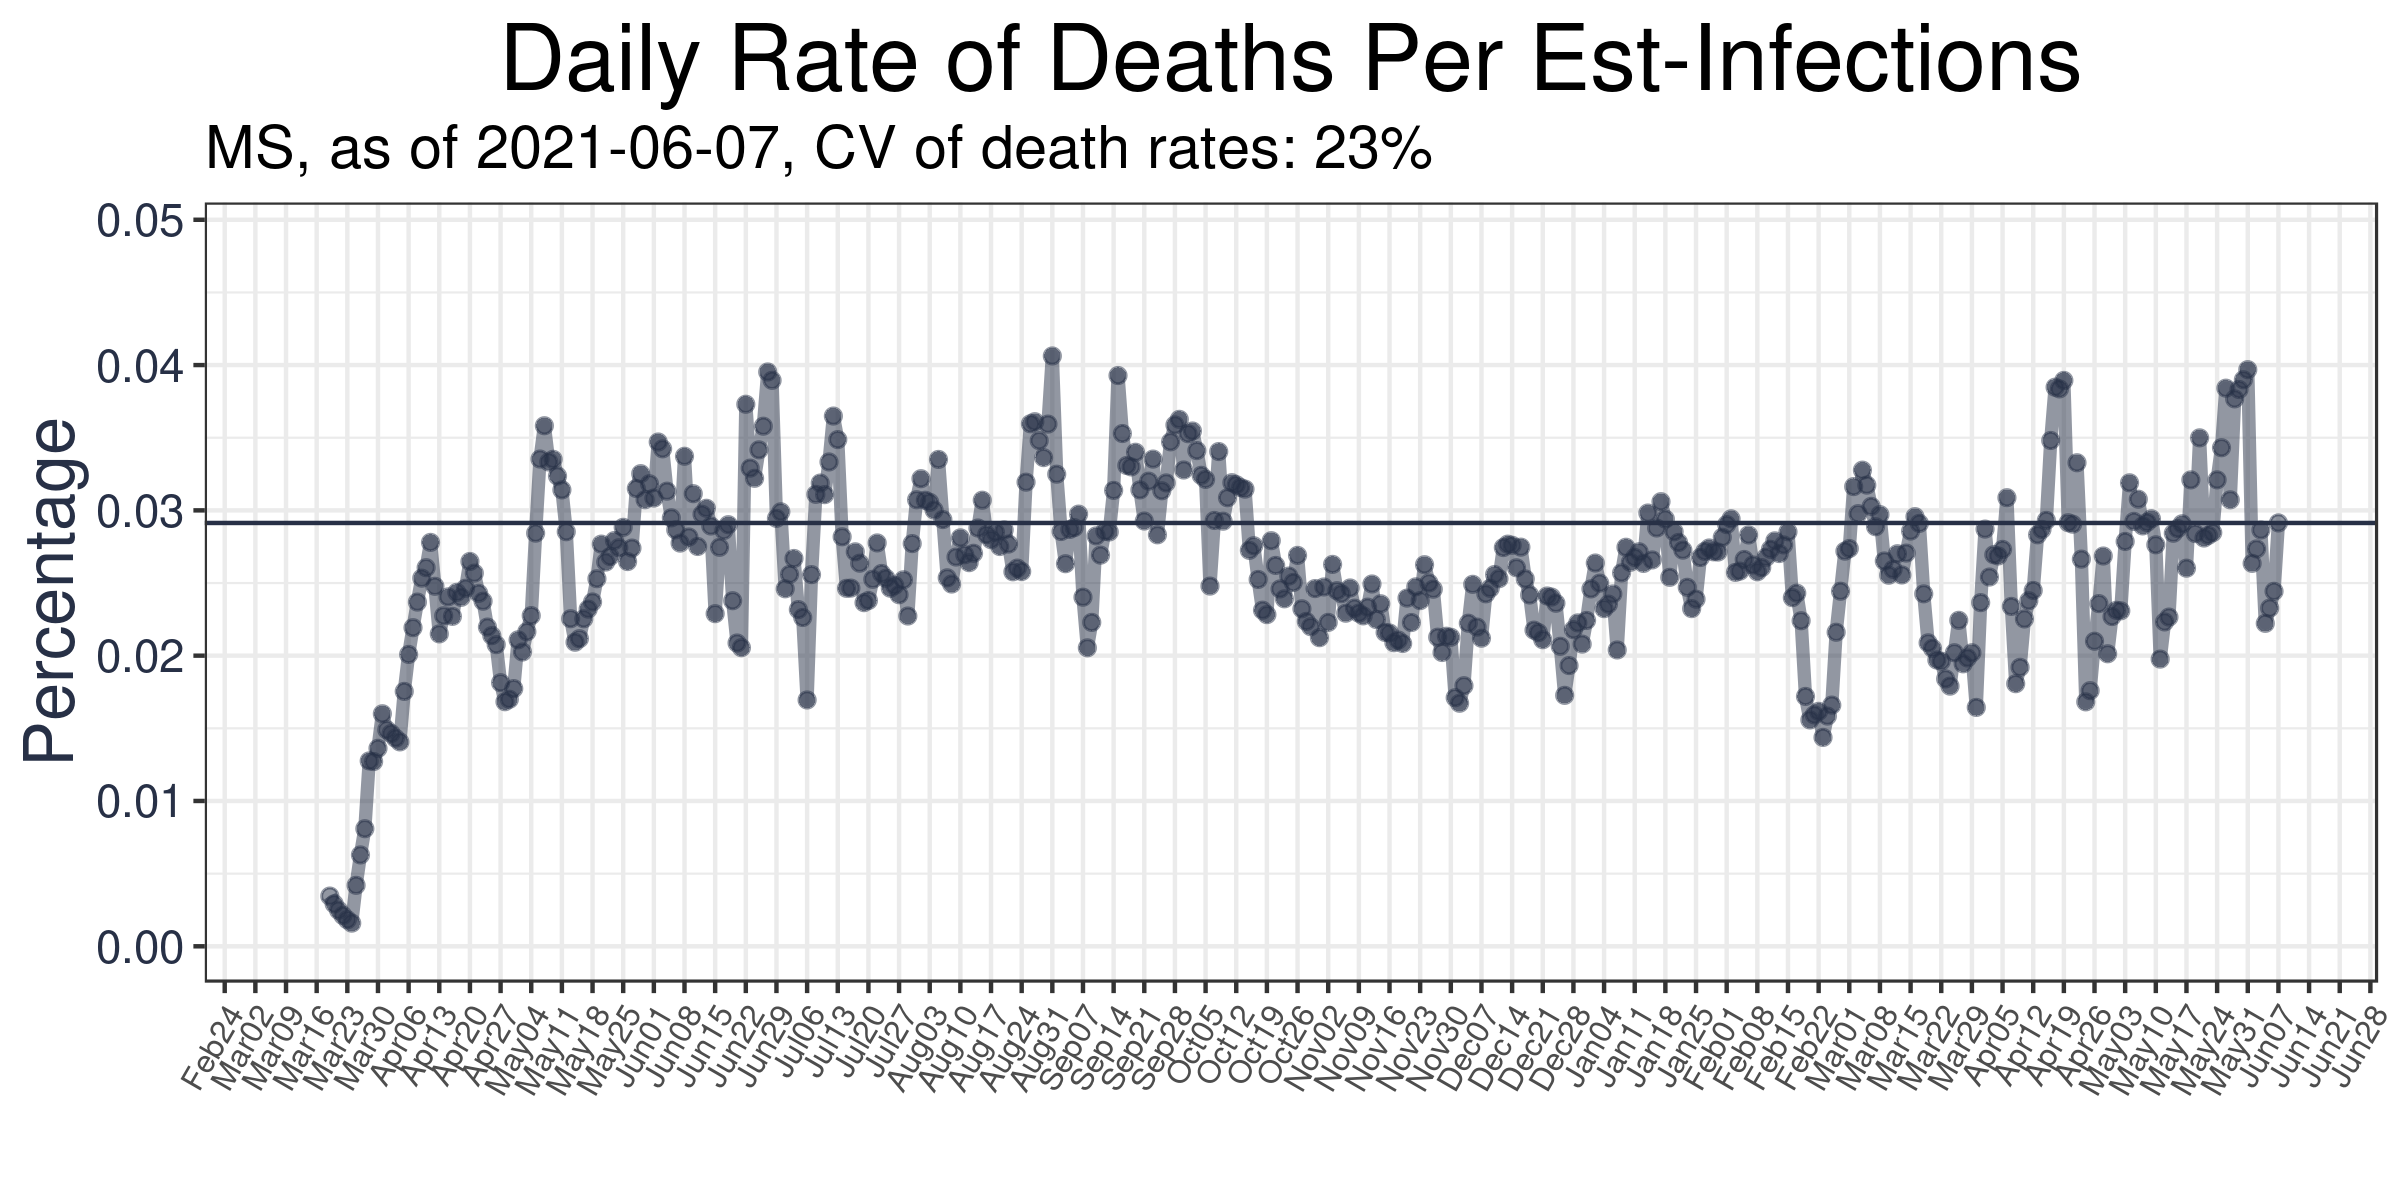 Daily Rate of Deaths Per Est-Infections
MS, as of 2021-06-07, CV of death rates: 23%
Percentage
0.05
0.04
0.03
0.02
0.01
0.00
Feb24
Mar02
Mar09
Mar16
Mar23
Mar30
Apr06
Apr13
Apr20
Apr27
May04
May11
May18
May25
Jun01
Jun08
Jun15
Jun22
Jun29
Jul06
Jul13
Jul20
Jul27
Aug03
Aug10
Aug17
Aug24
Aug31
Sep07
Sep14
Sep21
Sep28
Oct05
Oct12
Oct19
Oct26
Nov02
Nov09
Nov16
Nov23
Nov30
Dec07
Dec14
Dec21
Dec28
Jan04
Jan11
Jan18
Jan25
Feb01
Feb08
Feb15
Feb22
Mar01
Mar08
Mar15
Mar22
Mar29
Apr05
Apr12
Apr19
Apr26
May03
May10
May17
May24
May31
Jun07
Jun14
Jun21
Jun28